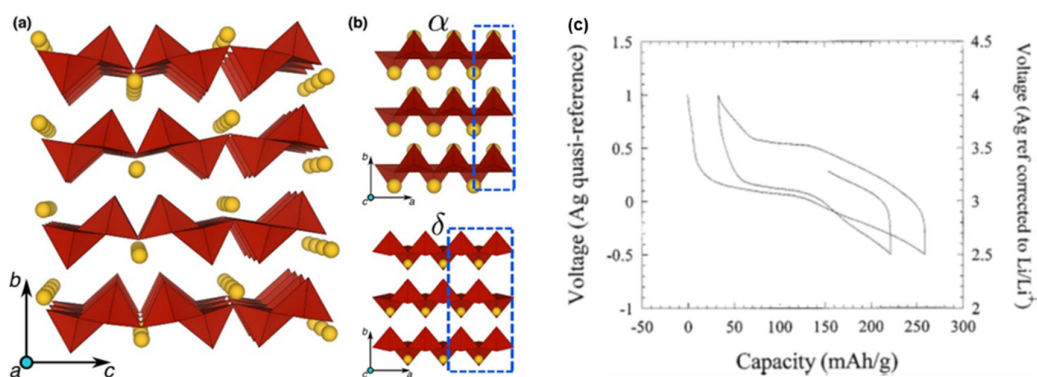 (a)
b
a
c
(b)
α
b
c
a
δ
b
c
a
(c)
Voltage (Ag quasi-reference)
1.5
1
0.5
0
-0.5
-1
4.5
4
3.5
3
2.5
2
Voltage (Ag ref corrected to Li/Li+)
-50 0 50 100 150 200 250 300
Capacity (mAh/g)